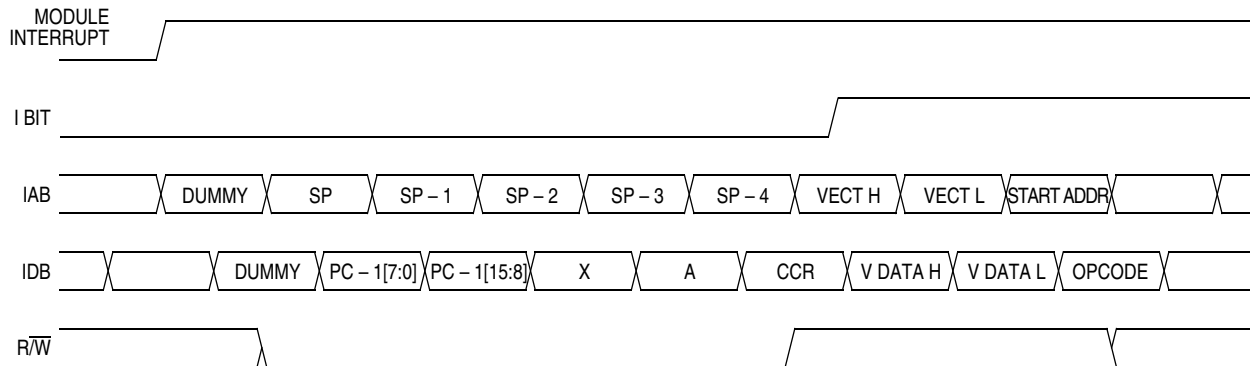 MODULE
INTERRUPT
I BIT
IAB DUMMY SP SP – 1 SP – 2 SP – 3 SP – 4 VECT H VECT L START ADDR
IDB DUMMY PC – 1[7:0] PC – 1[15:8] X A CCR V DATA H V DATA L OPCODE
R/W̅